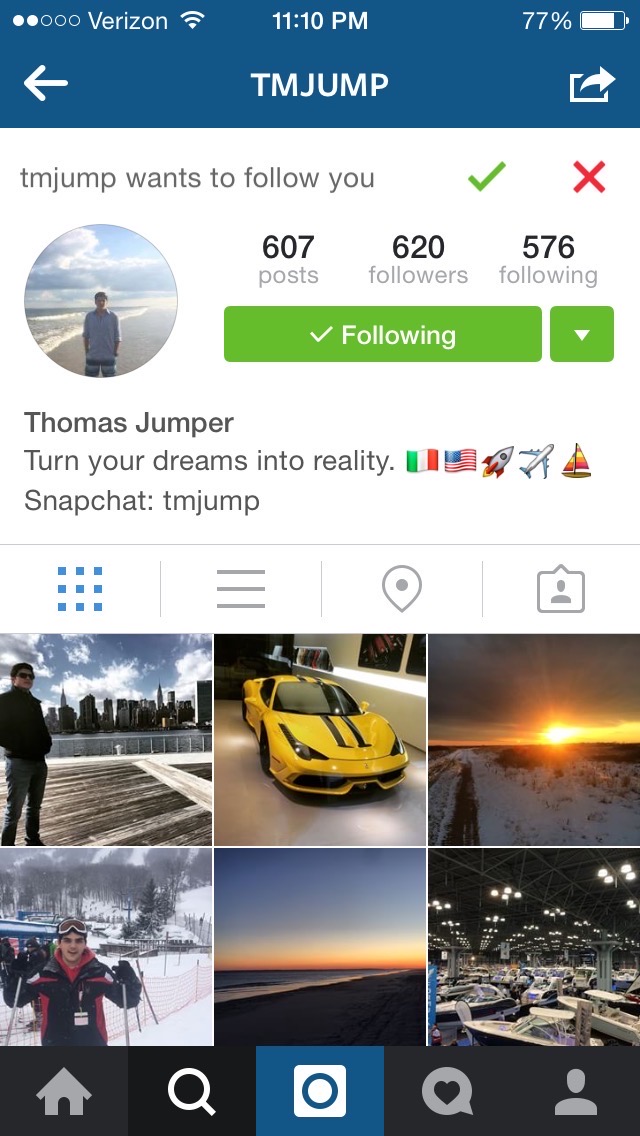 Verizon 11:10 PM 77%
TMJUMP
tmjump wants to follow you
607 620 576
posts followers following
Following
Thomas Jumper
Turn your dreams into reality. 🇮🇹🇺🇸🚀✈️⛵
Snapchat: tmjump